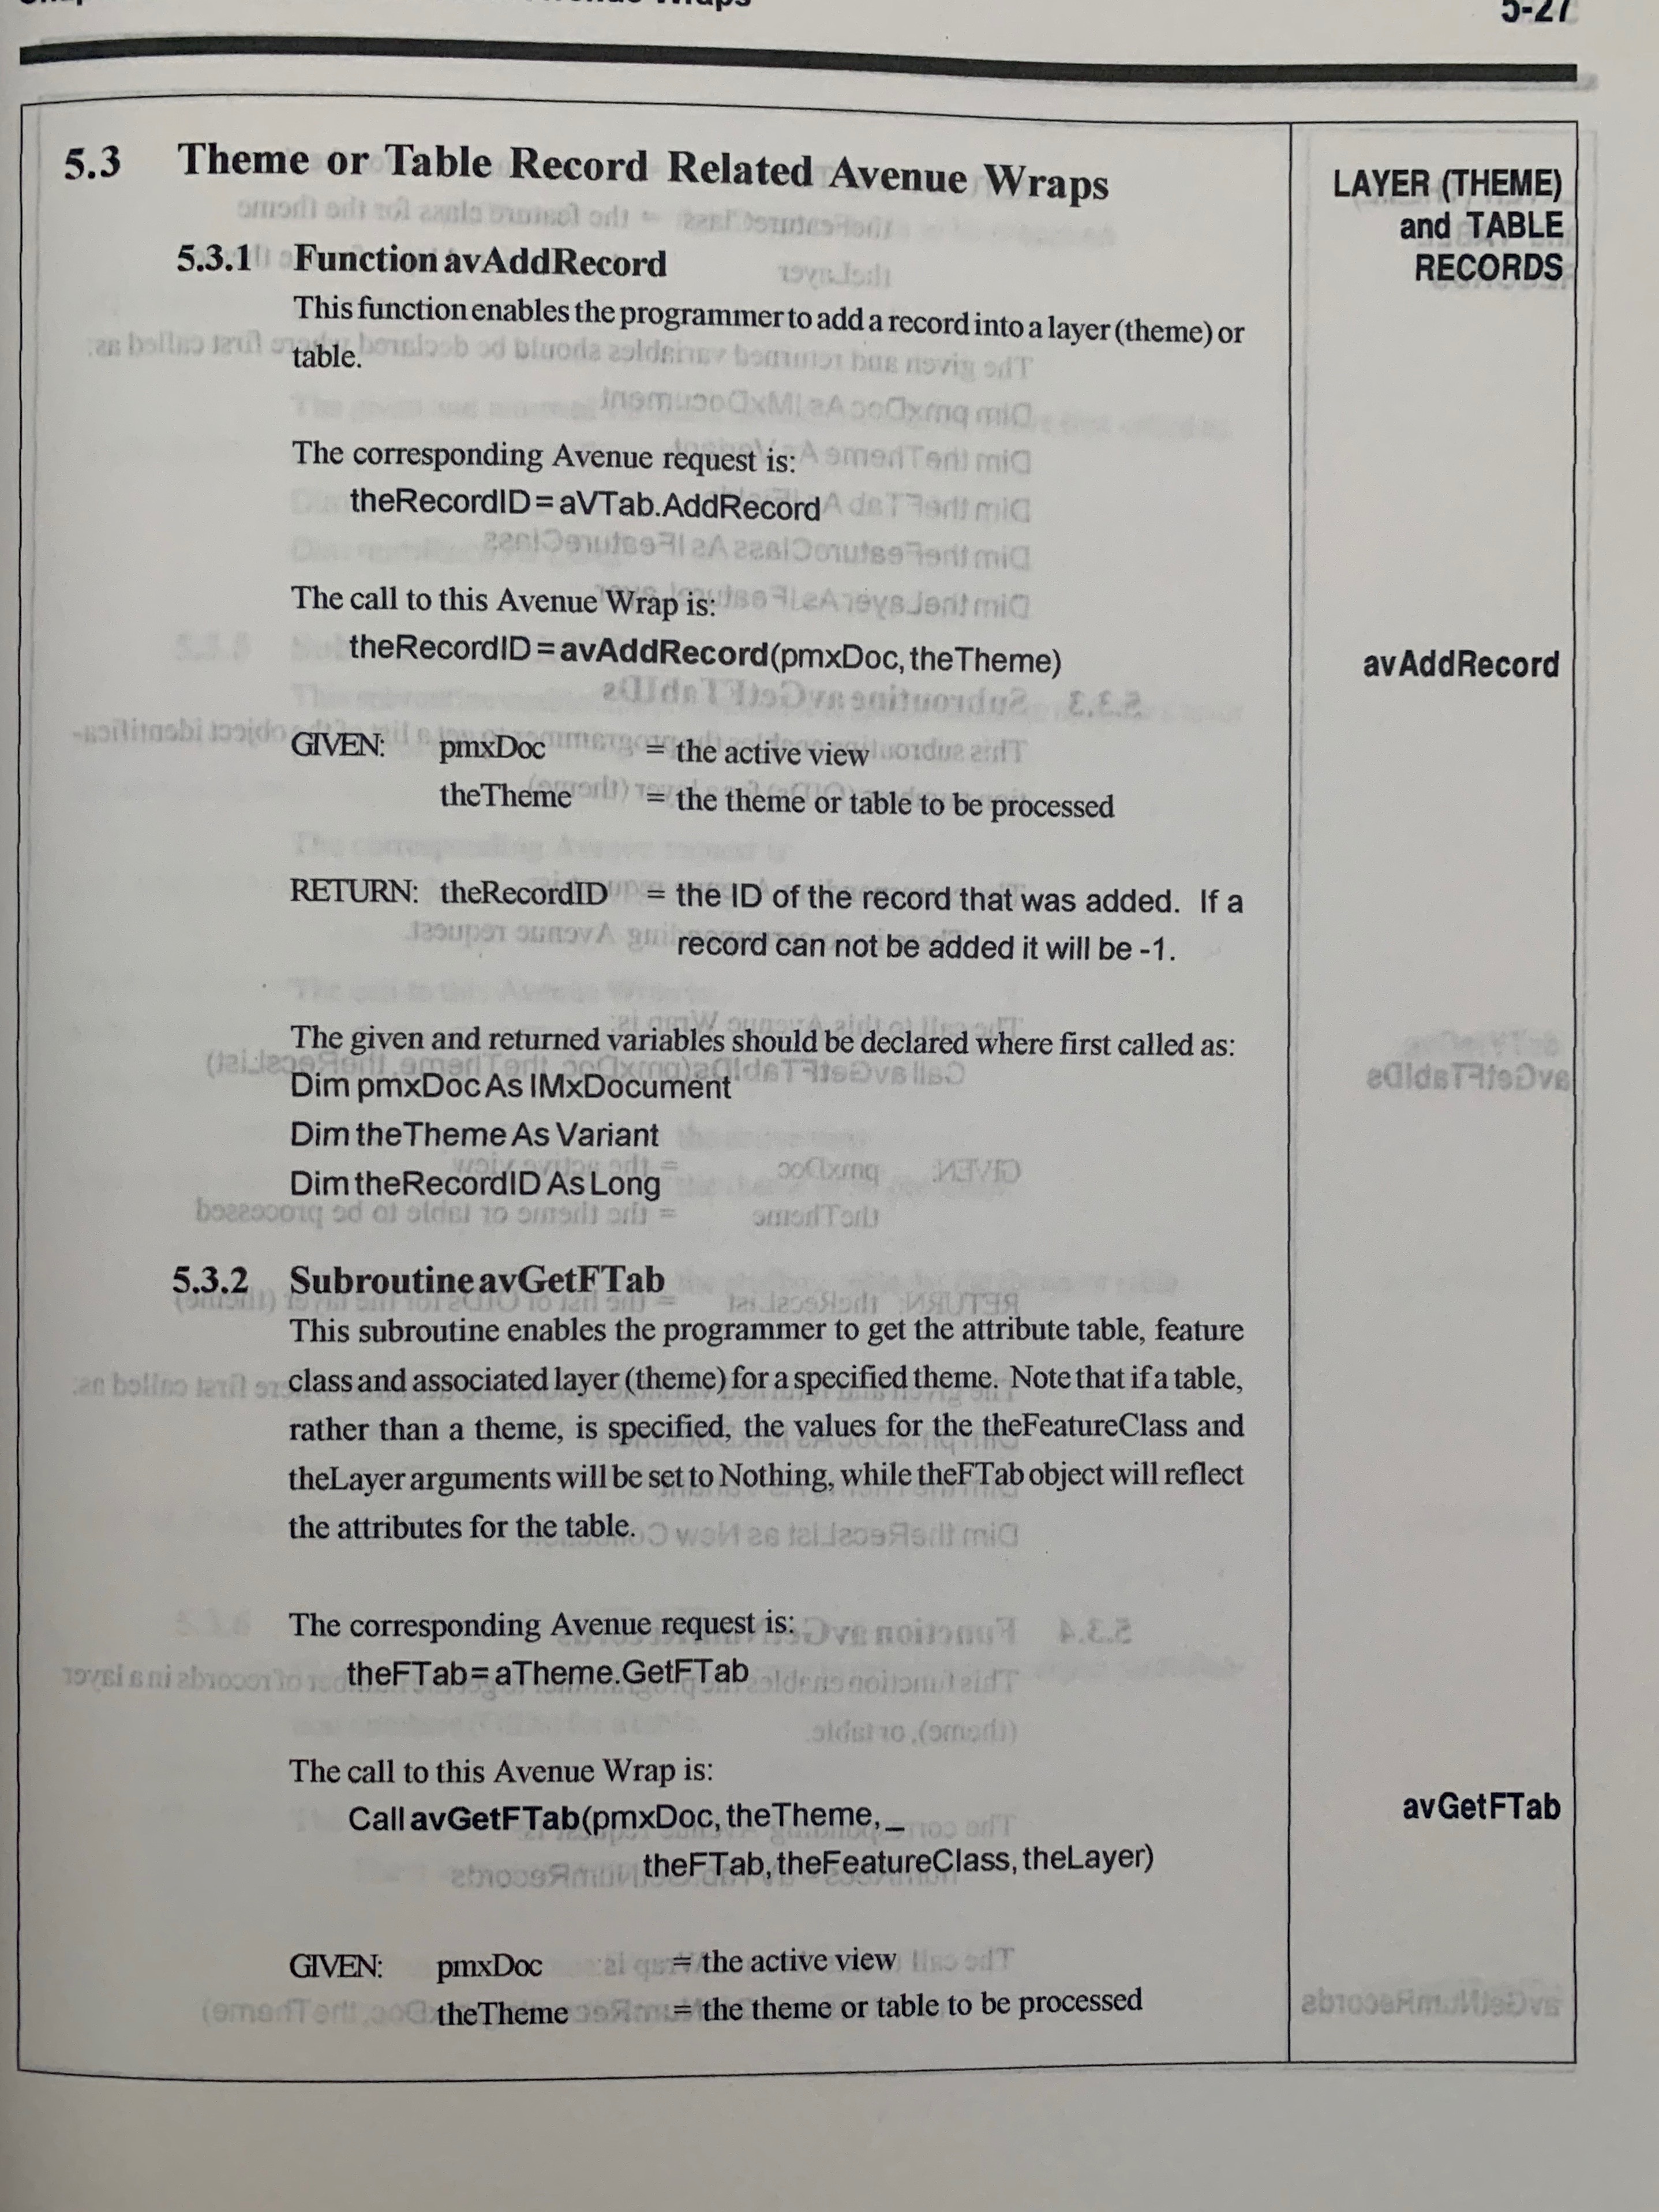 Avenue Wraps
5-27
5.3 Theme or Table Record Related Avenue Wraps
LAYER (THEME)
and TABLE
RECORDS
5.3.1 Function avAddRecord
This function enables the programmer to add a record into a layer (theme) or
table.
The corresponding Avenue request is:
theRecordID = aVTab.AddRecord
The call to this Avenue Wrap is:
theRecordID = avAddRecord(pmxDoc, theTheme)
avAddRecord
GIVEN: pmxDoc = the active view
theTheme = the theme or table to be processed
RETURN: theRecordID = the ID of the record that was added. If a
record can not be added it will be -1.
The given and returned variables should be declared where first called as:
Dim pmxDoc As IMxDocument
Dim theTheme As Variant
Dim theRecordID As Long
5.3.2 Subroutine avGetFTab
This subroutine enables the programmer to get the attribute table, feature
class and associated layer (theme) for a specified theme. Note that if a table,
rather than a theme, is specified, the values for the theFeatureClass and
theLayer arguments will be set to Nothing, while theFTab object will reflect
the attributes for the table.
The corresponding Avenue request is:
theFTab = aTheme.GetFTab
The call to this Avenue Wrap is:
Call avGetFTab(pmxDoc, theTheme, _
avGetFTab
theFTab, theFeatureClass, theLayer)
GIVEN: pmxDoc = the active view
theTheme = the theme or table to be processed